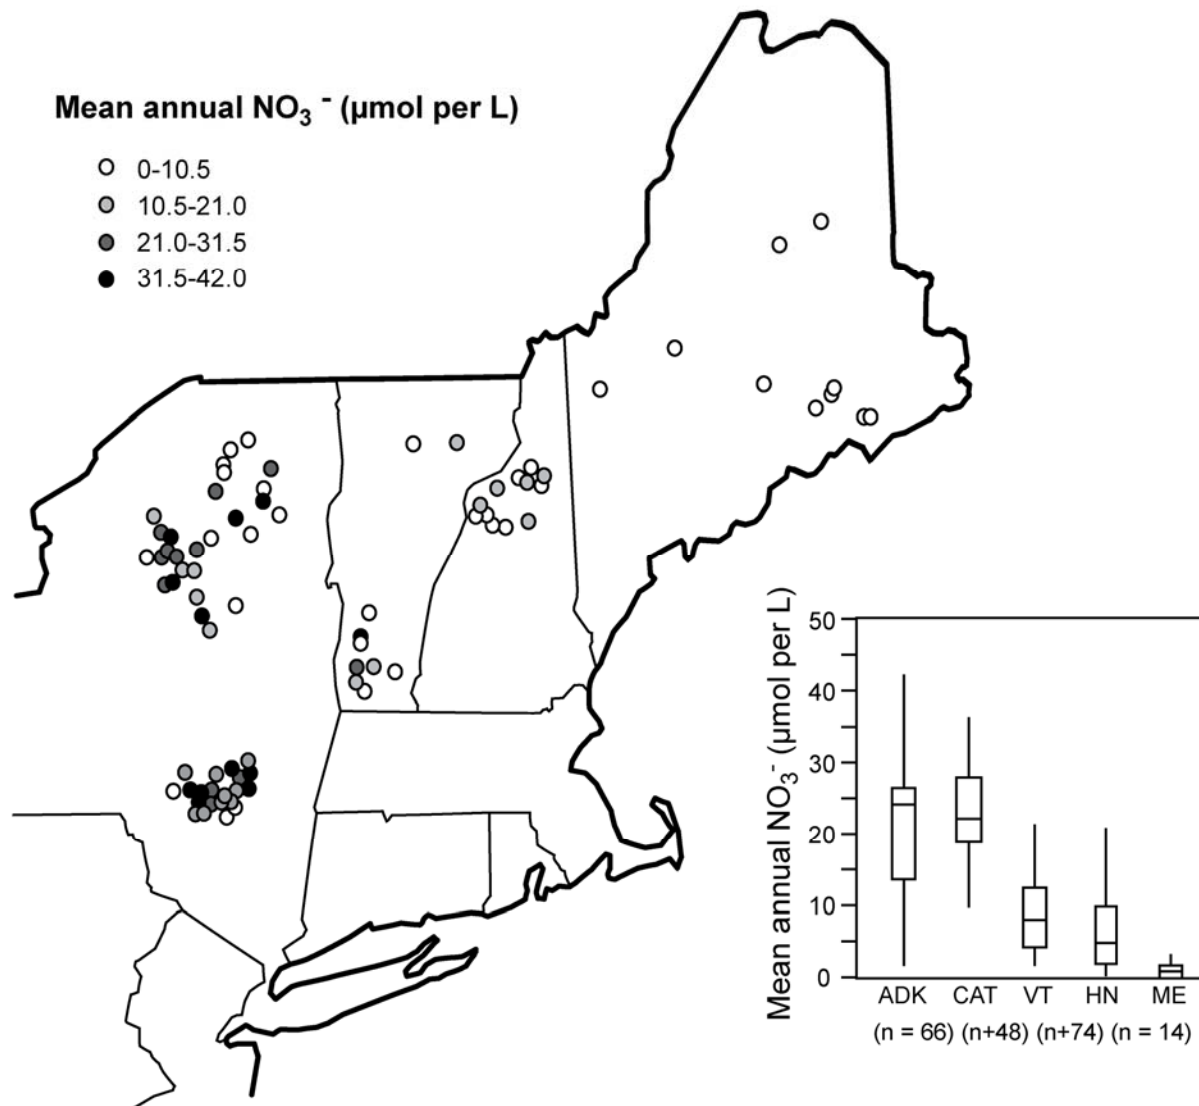 Mean annual NO₃⁻ (µmol per L)
0-10.5
10.5-21.0
21.0-31.5
31.5-42.0
Mean annual NO₃⁻ (µmol per L)
50
40
30
20
10
0
ADK CAT VT HN ME
(n = 66) (n+48) (n+74) (n = 14)